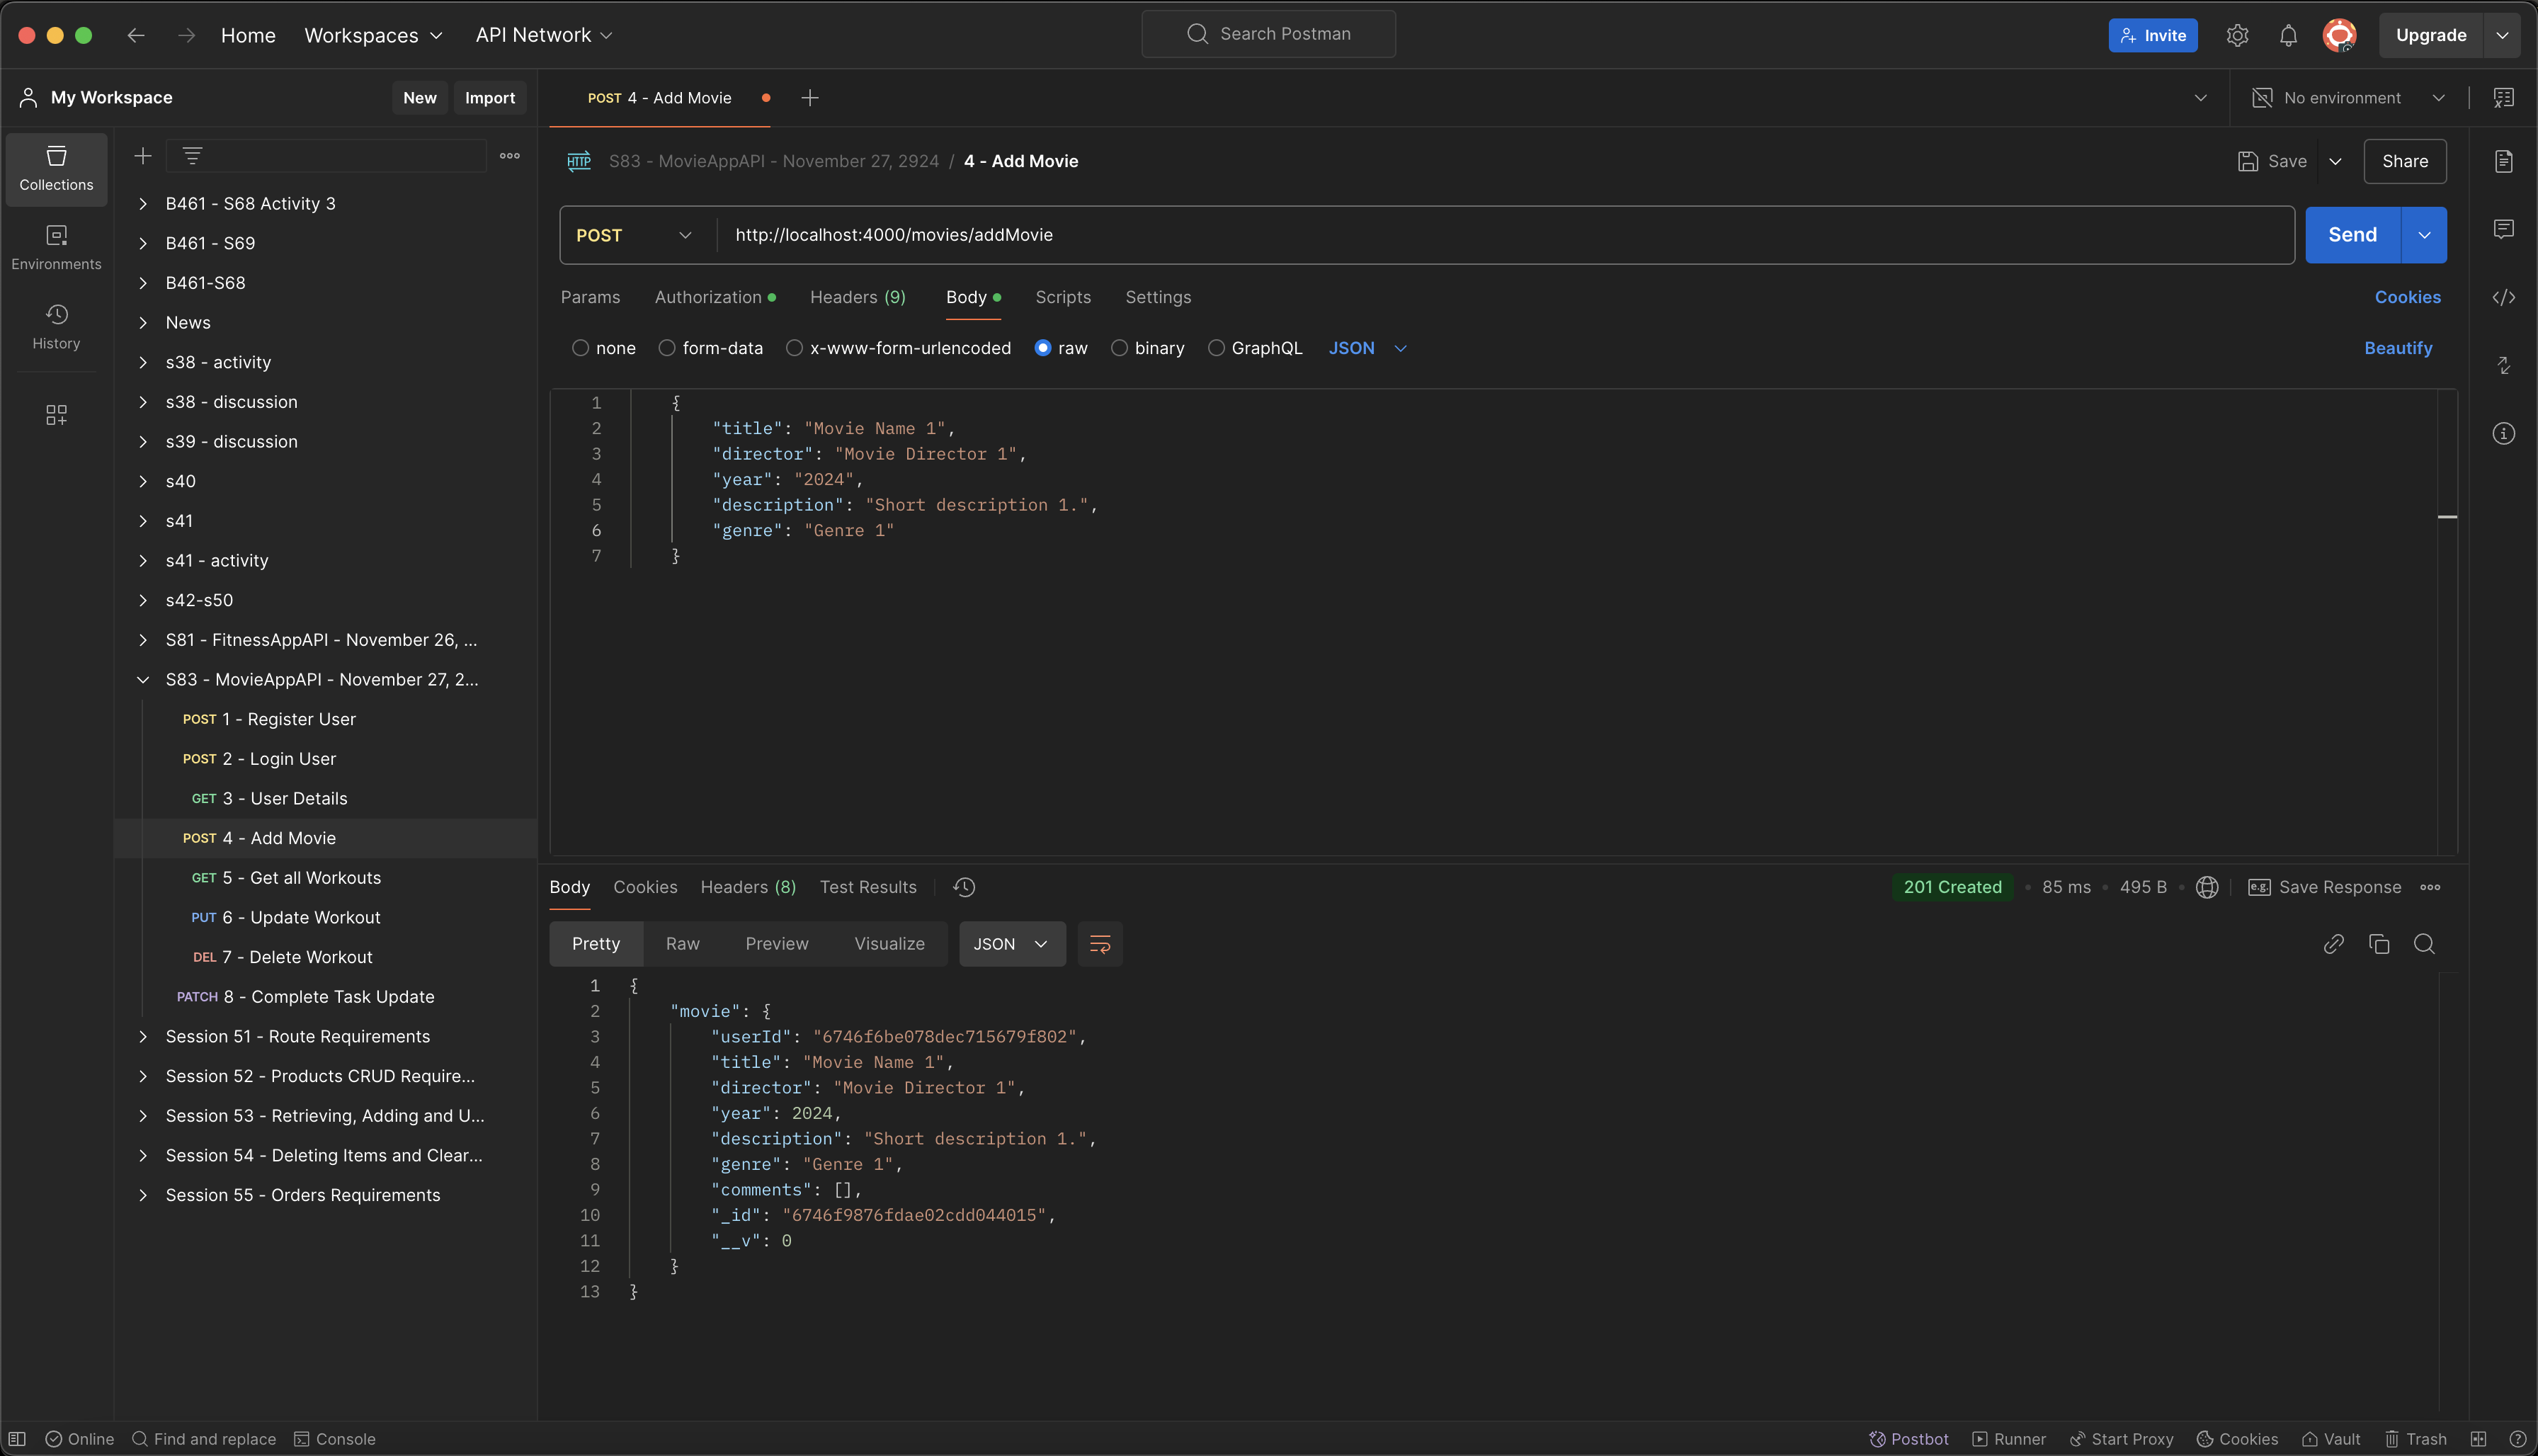 Home Workspaces API Network Search Postman Invite Upgrade
My Workspace New Import POST 4 - Add Movie No environment
Collections
Environments
History
B461 - S68 Activity 3
B461 - S69
B461-S68
News
s38 - activity
s38 - discussion
s39 - discussion
s40
s41
s41 - activity
s42-s50
S81 - FitnessAppAPI - November 26, ...
S83 - MovieAppAPI - November 27, 2...
POST 1 - Register User
POST 2 - Login User
GET 3 - User Details
POST 4 - Add Movie
GET 5 - Get all Workouts
PUT 6 - Update Workout
DEL 7 - Delete Workout
PATCH 8 - Complete Task Update
Session 51 - Route Requirements
Session 52 - Products CRUD Require...
Session 53 - Retrieving, Adding and U...
Session 54 - Deleting Items and Clear...
Session 55 - Orders Requirements
HTTP S83 - MovieAppAPI - November 27, 2924 / 4 - Add Movie Save Share
POST http://localhost:4000/movies/addMovie Send
Params Authorization Headers (9) Body Scripts Settings Cookies
none form-data x-www-form-urlencoded raw binary GraphQL JSON Beautify
1 {
2 "title": "Movie Name 1",
3 "director": "Movie Director 1",
4 "year": "2024",
5 "description": "Short description 1.",
6 "genre": "Genre 1"
7 }
Body Cookies Headers (8) Test Results 201 Created 85 ms 495 B e.g. Save Response
Pretty Raw Preview Visualize JSON
1 {
2 "movie": {
3 "userId": "6746f6be078dec715679f802",
4 "title": "Movie Name 1",
5 "director": "Movie Director 1",
6 "year": 2024,
7 "description": "Short description 1.",
8 "genre": "Genre 1",
9 "comments": [],
10 "_id": "6746f9876fdae02cdd044015",
11 "__v": 0
12 }
13 }
Online Find and replace Console Postbot Runner Start Proxy Cookies Vault Trash